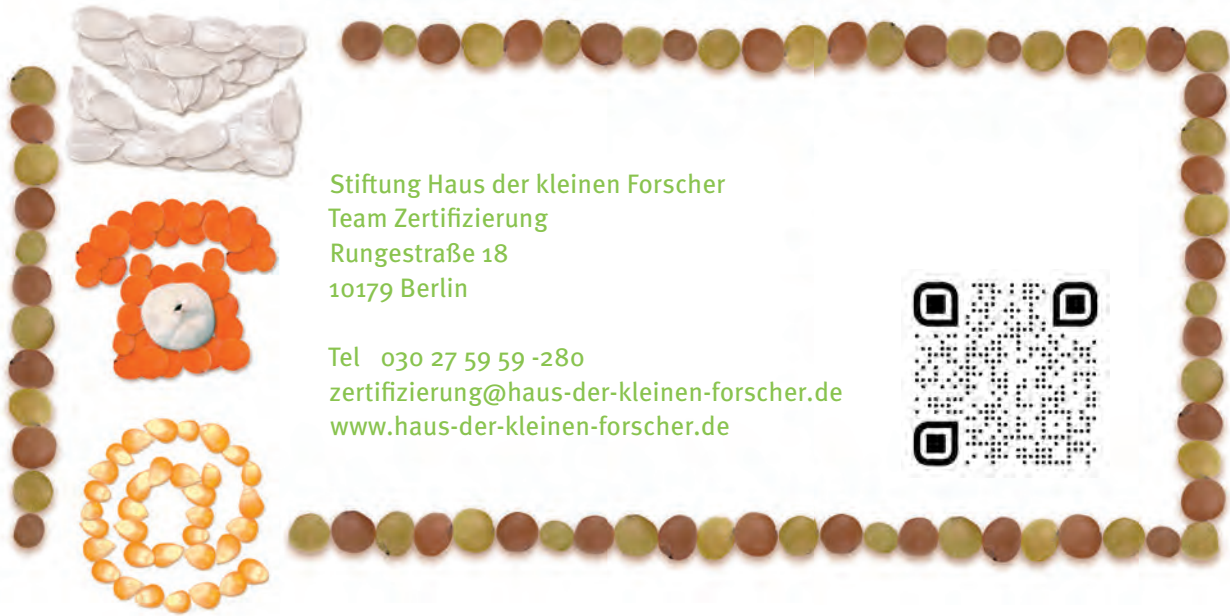 Stiftung Haus der kleinen Forscher
Team Zertifizierung
Rungestraße 18
10179 Berlin
Tel 030 27 59 59 -280
zertifizierung@haus-der-kleinen-forscher.de
www.haus-der-kleinen-forscher.de